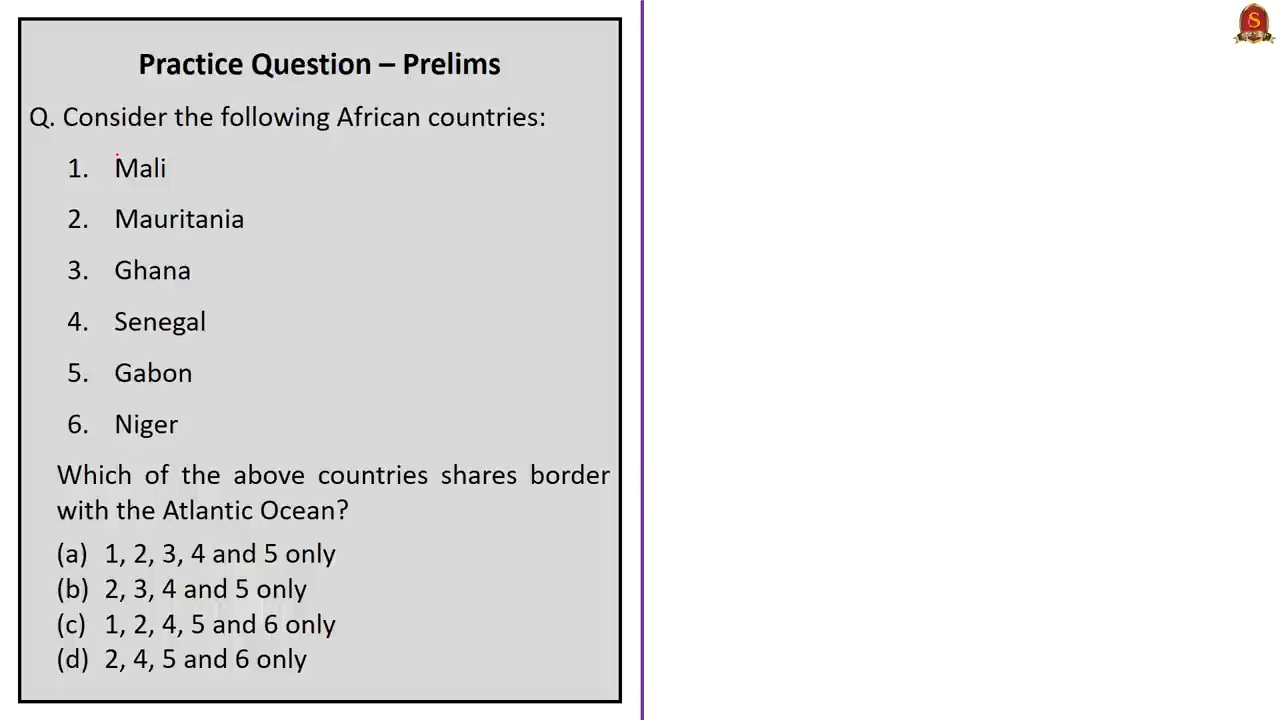 Practice Question – Prelims
Q. Consider the following African countries:
1. Mali
2. Mauritania
3. Ghana
4. Senegal
5. Gabon
6. Niger
Which of the above countries shares border
with the Atlantic Ocean?
(a) 1, 2, 3, 4 and 5 only
(b) 2, 3, 4 and 5 only
(c) 1, 2, 4, 5 and 6 only
(d) 2, 4, 5 and 6 only
S